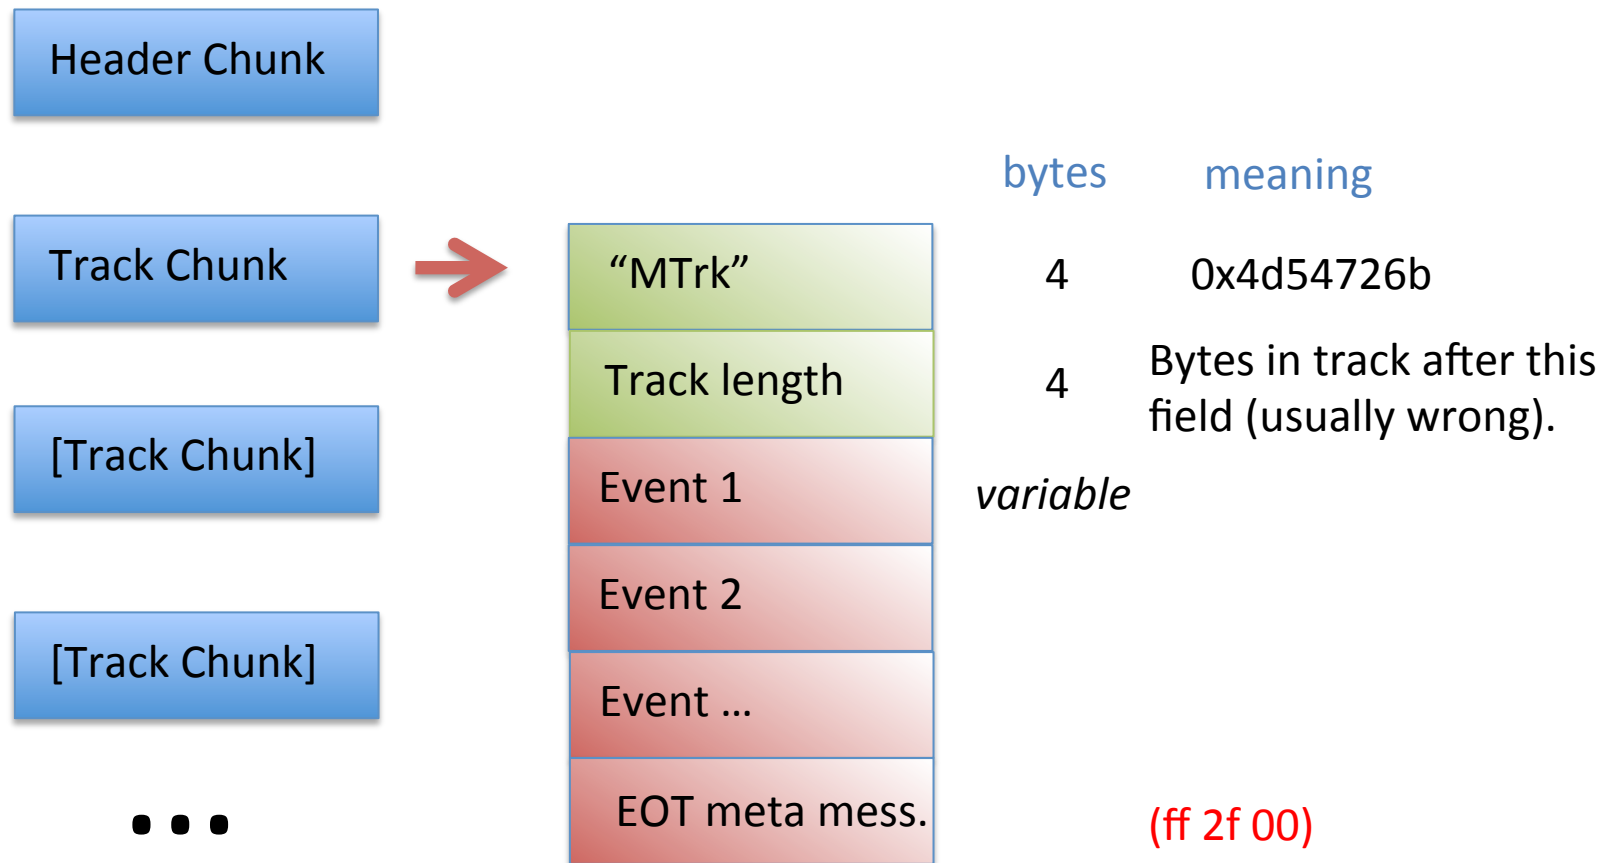 Header Chunk
bytes meaning
Track Chunk
“MTrk” 4 0x4d54726b
Track length 4 Bytes in track after this
field (usually wrong).
[Track Chunk]
Event 1 variable
Event 2
[Track Chunk]
Event ...
...
EOT meta mess. (ff 2f 00)